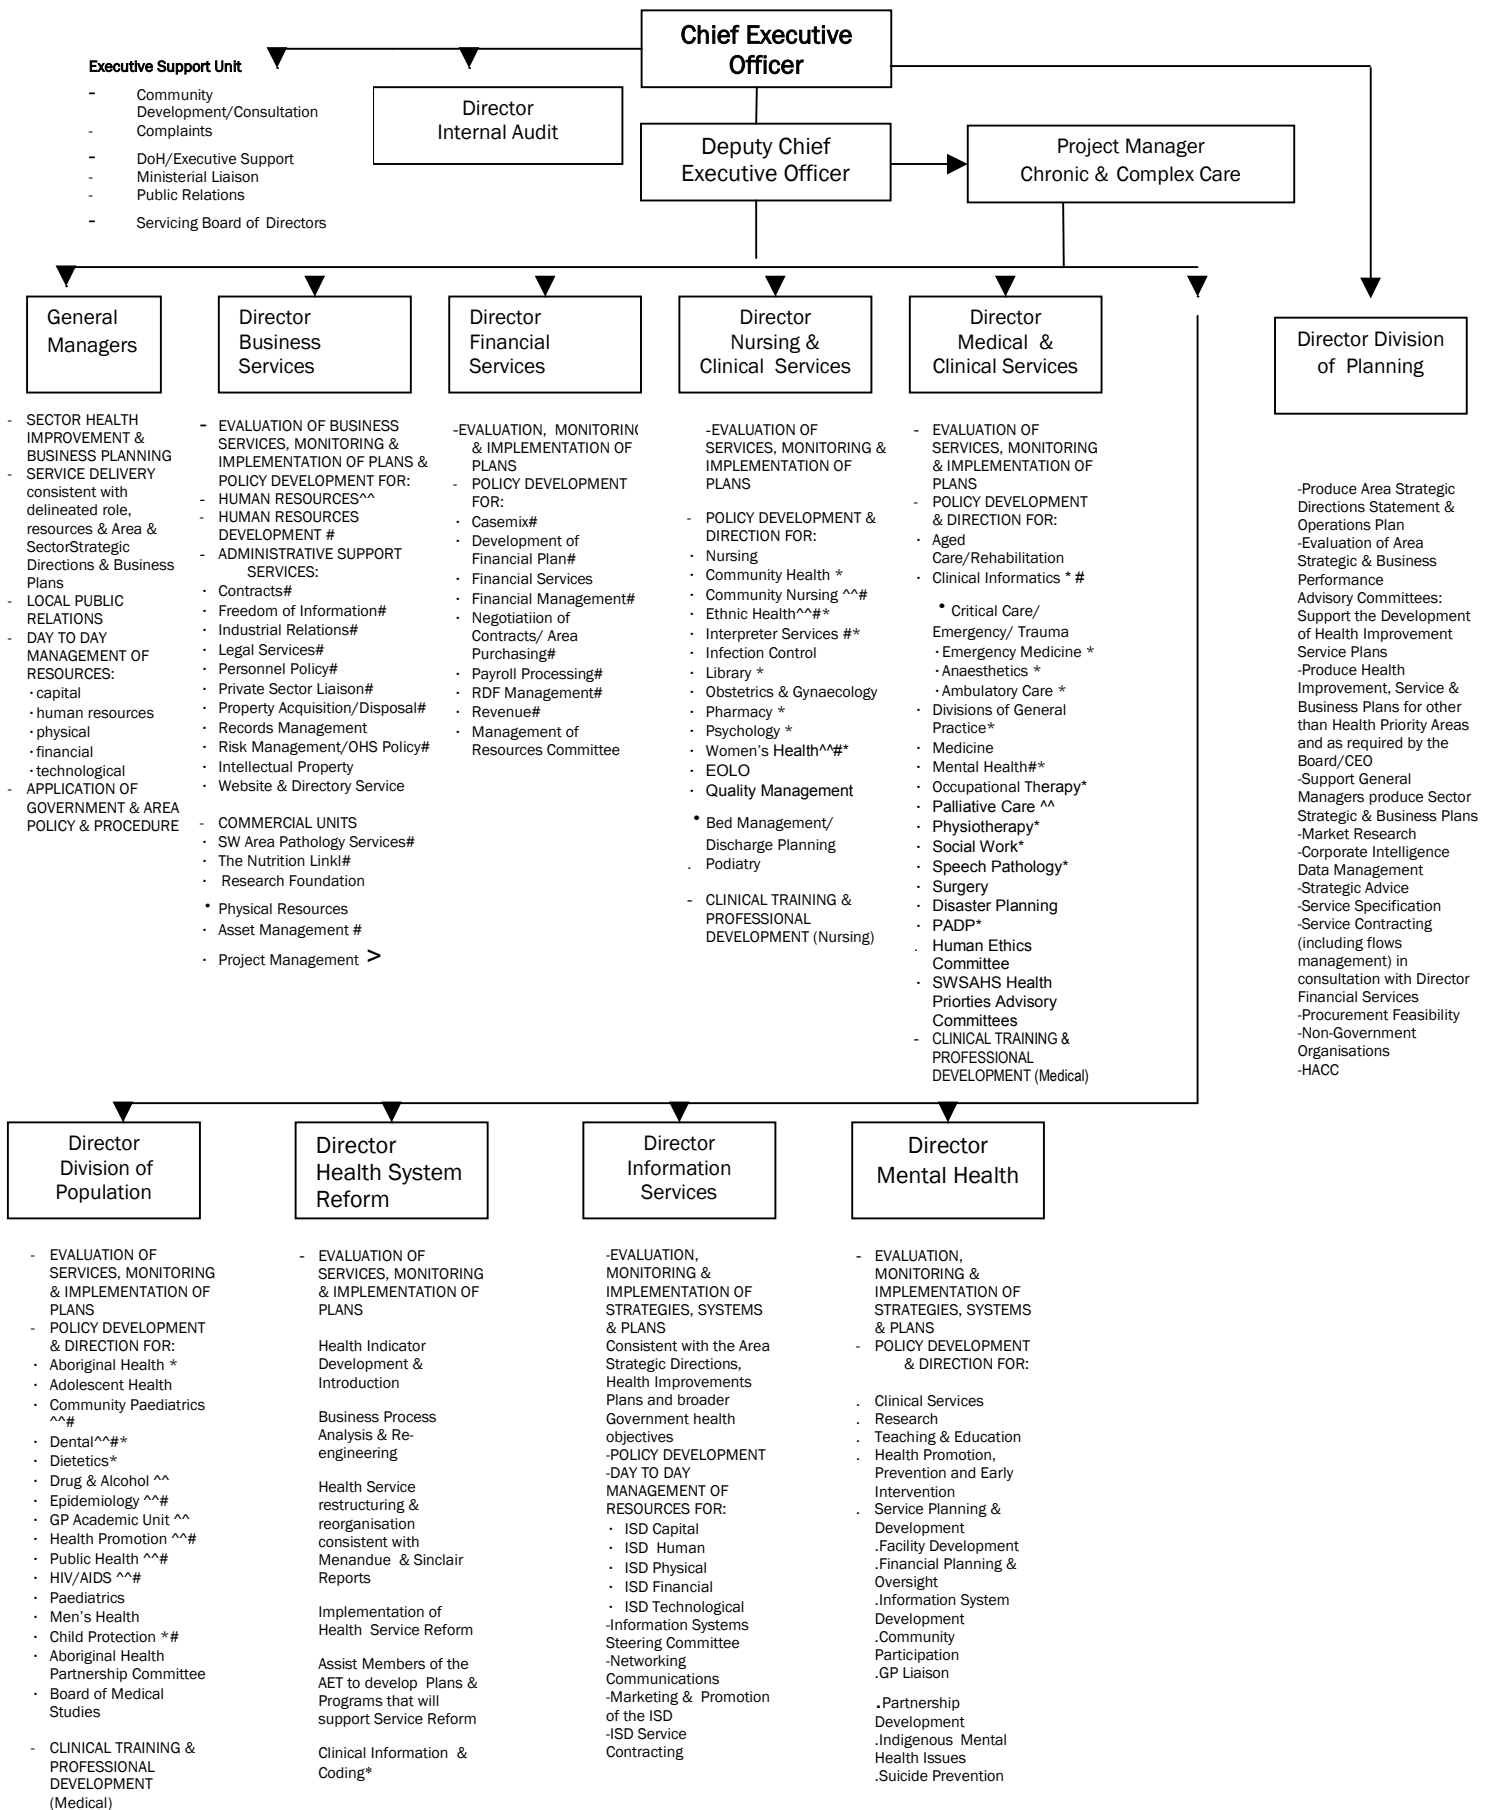 Chief Executive
Officer
Executive Support Unit
- Community
Development/Consultation
- Complaints
- DoH/Executive Support
- Ministerial Liaison
- Public Relations
- Servicing Board of Directors
Director
Internal Audit
Deputy Chief
Executive Officer
Project Manager
Chronic & Complex Care
General
Managers
- SECTOR HEALTH
IMPROVEMENT &
BUSINESS PLANNING
- SERVICE DELIVERY
consistent with
delineated role,
resources & Area &
SectorStrategic
Directions & Business
Plans
- LOCAL PUBLIC
RELATIONS
- DAY TO DAY
MANAGEMENT OF
RESOURCES:
· capital
· human resources
· physical
· financial
· technological
- APPLICATION OF
GOVERNMENT & AREA
POLICY & PROCEDURE
Director
Business
Services
- EVALUATION OF BUSINESS
SERVICES, MONITORING &
IMPLEMENTATION OF PLANS &
POLICY DEVELOPMENT FOR:
- HUMAN RESOURCES^^
- HUMAN RESOURCES
DEVELOPMENT #
- ADMINISTRATIVE SUPPORT
SERVICES:
· Contracts#
· Freedom of Information#
· Industrial Relations#
· Legal Services#
· Personnel Policy#
· Private Sector Liaison#
· Property Acquisition/Disposal#
· Records Management
· Risk Management/OHS Policy#
· Intellectual Property
· Website & Directory Service
- COMMERCIAL UNITS
· SW Area Pathology Services#
· The Nutrition Linkl#
· Research Foundation
• Physical Resources
· Asset Management #
· Project Management >
Director
Financial
Services
-EVALUATION, MONITORING
& IMPLEMENTATION OF
PLANS
- POLICY DEVELOPMENT
FOR:
· Casemix#
· Development of
Financial Plan#
· Financial Services
· Financial Management#
· Negotiatiion of
Contracts/ Area
Purchasing#
· Payroll Processing#
· RDF Management#
· Revenue#
· Management of
Resources Committee
Director
Nursing &
Clinical Services
-EVALUATION OF
SERVICES, MONITORING &
IMPLEMENTATION OF
PLANS
- POLICY DEVELOPMENT &
DIRECTION FOR:
· Nursing
· Community Health *
· Community Nursing ^^#
· Ethnic Health^^#*
· Interpreter Services #*
· Infection Control
· Library *
· Obstetrics & Gynaecology
· Pharmacy *
· Psychology *
· Women's Health^^#*
· EOLO
· Quality Management
• Bed Management/
Discharge Planning
. Podiatry
- CLINICAL TRAINING &
PROFESSIONAL
DEVELOPMENT (Nursing)
Director
Medical &
Clinical Services
- EVALUATION OF
SERVICES, MONITORING
& IMPLEMENTATION OF
PLANS
- POLICY DEVELOPMENT
& DIRECTION FOR:
· Aged
Care/Rehabilitation
· Clinical Informatics * #
• Critical Care/
Emergency/ Trauma
· Emergency Medicine *
· Anaesthetics *
· Ambulatory Care *
· Divisions of General
Practice*
· Medicine
· Mental Health#*
· Occupational Therapy*
· Palliative Care ^^
· Physiotherapy*
· Social Work*
· Speech Pathology*
· Surgery
· Disaster Planning
· PADP*
. Human Ethics
Committee
· SWSAHS Health
Priorties Advisory
Committees
- CLINICAL TRAINING &
PROFESSIONAL
DEVELOPMENT (Medical)
Director Division
of Planning
-Produce Area Strategic
Directions Statement &
Operations Plan
-Evaluation of Area
Strategic & Business
Performance
Advisory Committees:
Support the Development
of Health Improvement
Service Plans
-Produce Health
Improvement, Service &
Business Plans for other
than Health Priority Areas
and as required by the
Board/CEO
-Support General
Managers produce Sector
Strategic & Business Plans
-Market Research
-Corporate Intelligence
Data Management
-Strategic Advice
-Service Specification
-Service Contracting
(including flows
management) in
consultation with Director
Financial Services
-Procurement Feasibility
-Non-Government
Organisations
-HACC
Director
Division of
Population
- EVALUATION OF
SERVICES, MONITORING
& IMPLEMENTATION OF
PLANS
- POLICY DEVELOPMENT
& DIRECTION FOR:
· Aboriginal Health *
· Adolescent Health
· Community Paediatrics
^^#
· Dental^^#*
· Dietetics*
· Drug & Alcohol ^^
· Epidemiology ^^#
· GP Academic Unit ^^
· Health Promotion ^^#
· Public Health ^^#
· HIV/AIDS ^^#
· Paediatrics
· Men's Health
· Child Protection *#
· Aboriginal Health
Partnership Committee
· Board of Medical
Studies
- CLINICAL TRAINING &
PROFESSIONAL
DEVELOPMENT
(Medical)
Director
Health System
Reform
- EVALUATION OF
SERVICES, MONITORING
& IMPLEMENTATION OF
PLANS
Health Indicator
Development &
Introduction
Business Process
Analysis & Re-
engineering
Health Service
restructuring &
reorganisation
consistent with
Menandue & Sinclair
Reports
Implementation of
Health Service Reform
Assist Members of the
AET to develop Plans &
Programs that will
support Service Reform
Clinical Information &
Coding*
Director
Information
Services
-EVALUATION,
MONITORING &
IMPLEMENTATION OF
STRATEGIES, SYSTEMS
& PLANS
Consistent with the Area
Strategic Directions,
Health Improvements
Plans and broader
Government health
objectives
-POLICY DEVELOPMENT
-DAY TO DAY
MANAGEMENT OF
RESOURCES FOR:
· ISD Capital
· ISD Human
· ISD Physical
· ISD Financial
· ISD Technological
-Information Systems
Steering Committee
-Networking
Communications
-Marketing & Promotion
of the ISD
-ISD Service
Contracting
Director
Mental Health
- EVALUATION,
MONITORING &
IMPLEMENTATION OF
STRATEGIES, SYSTEMS
& PLANS
- POLICY DEVELOPMENT
& DIRECTION FOR:
. Clinical Services
. Research
. Teaching & Education
. Health Promotion,
Prevention and Early
Intervention
. Service Planning &
Development
.Facility Development
.Financial Planning &
Oversight
.Information System
Development
.Community
Participation
.GP Liaison
.Partnership
Development
.Indigenous Mental
Health Issues
.Suicide Prevention